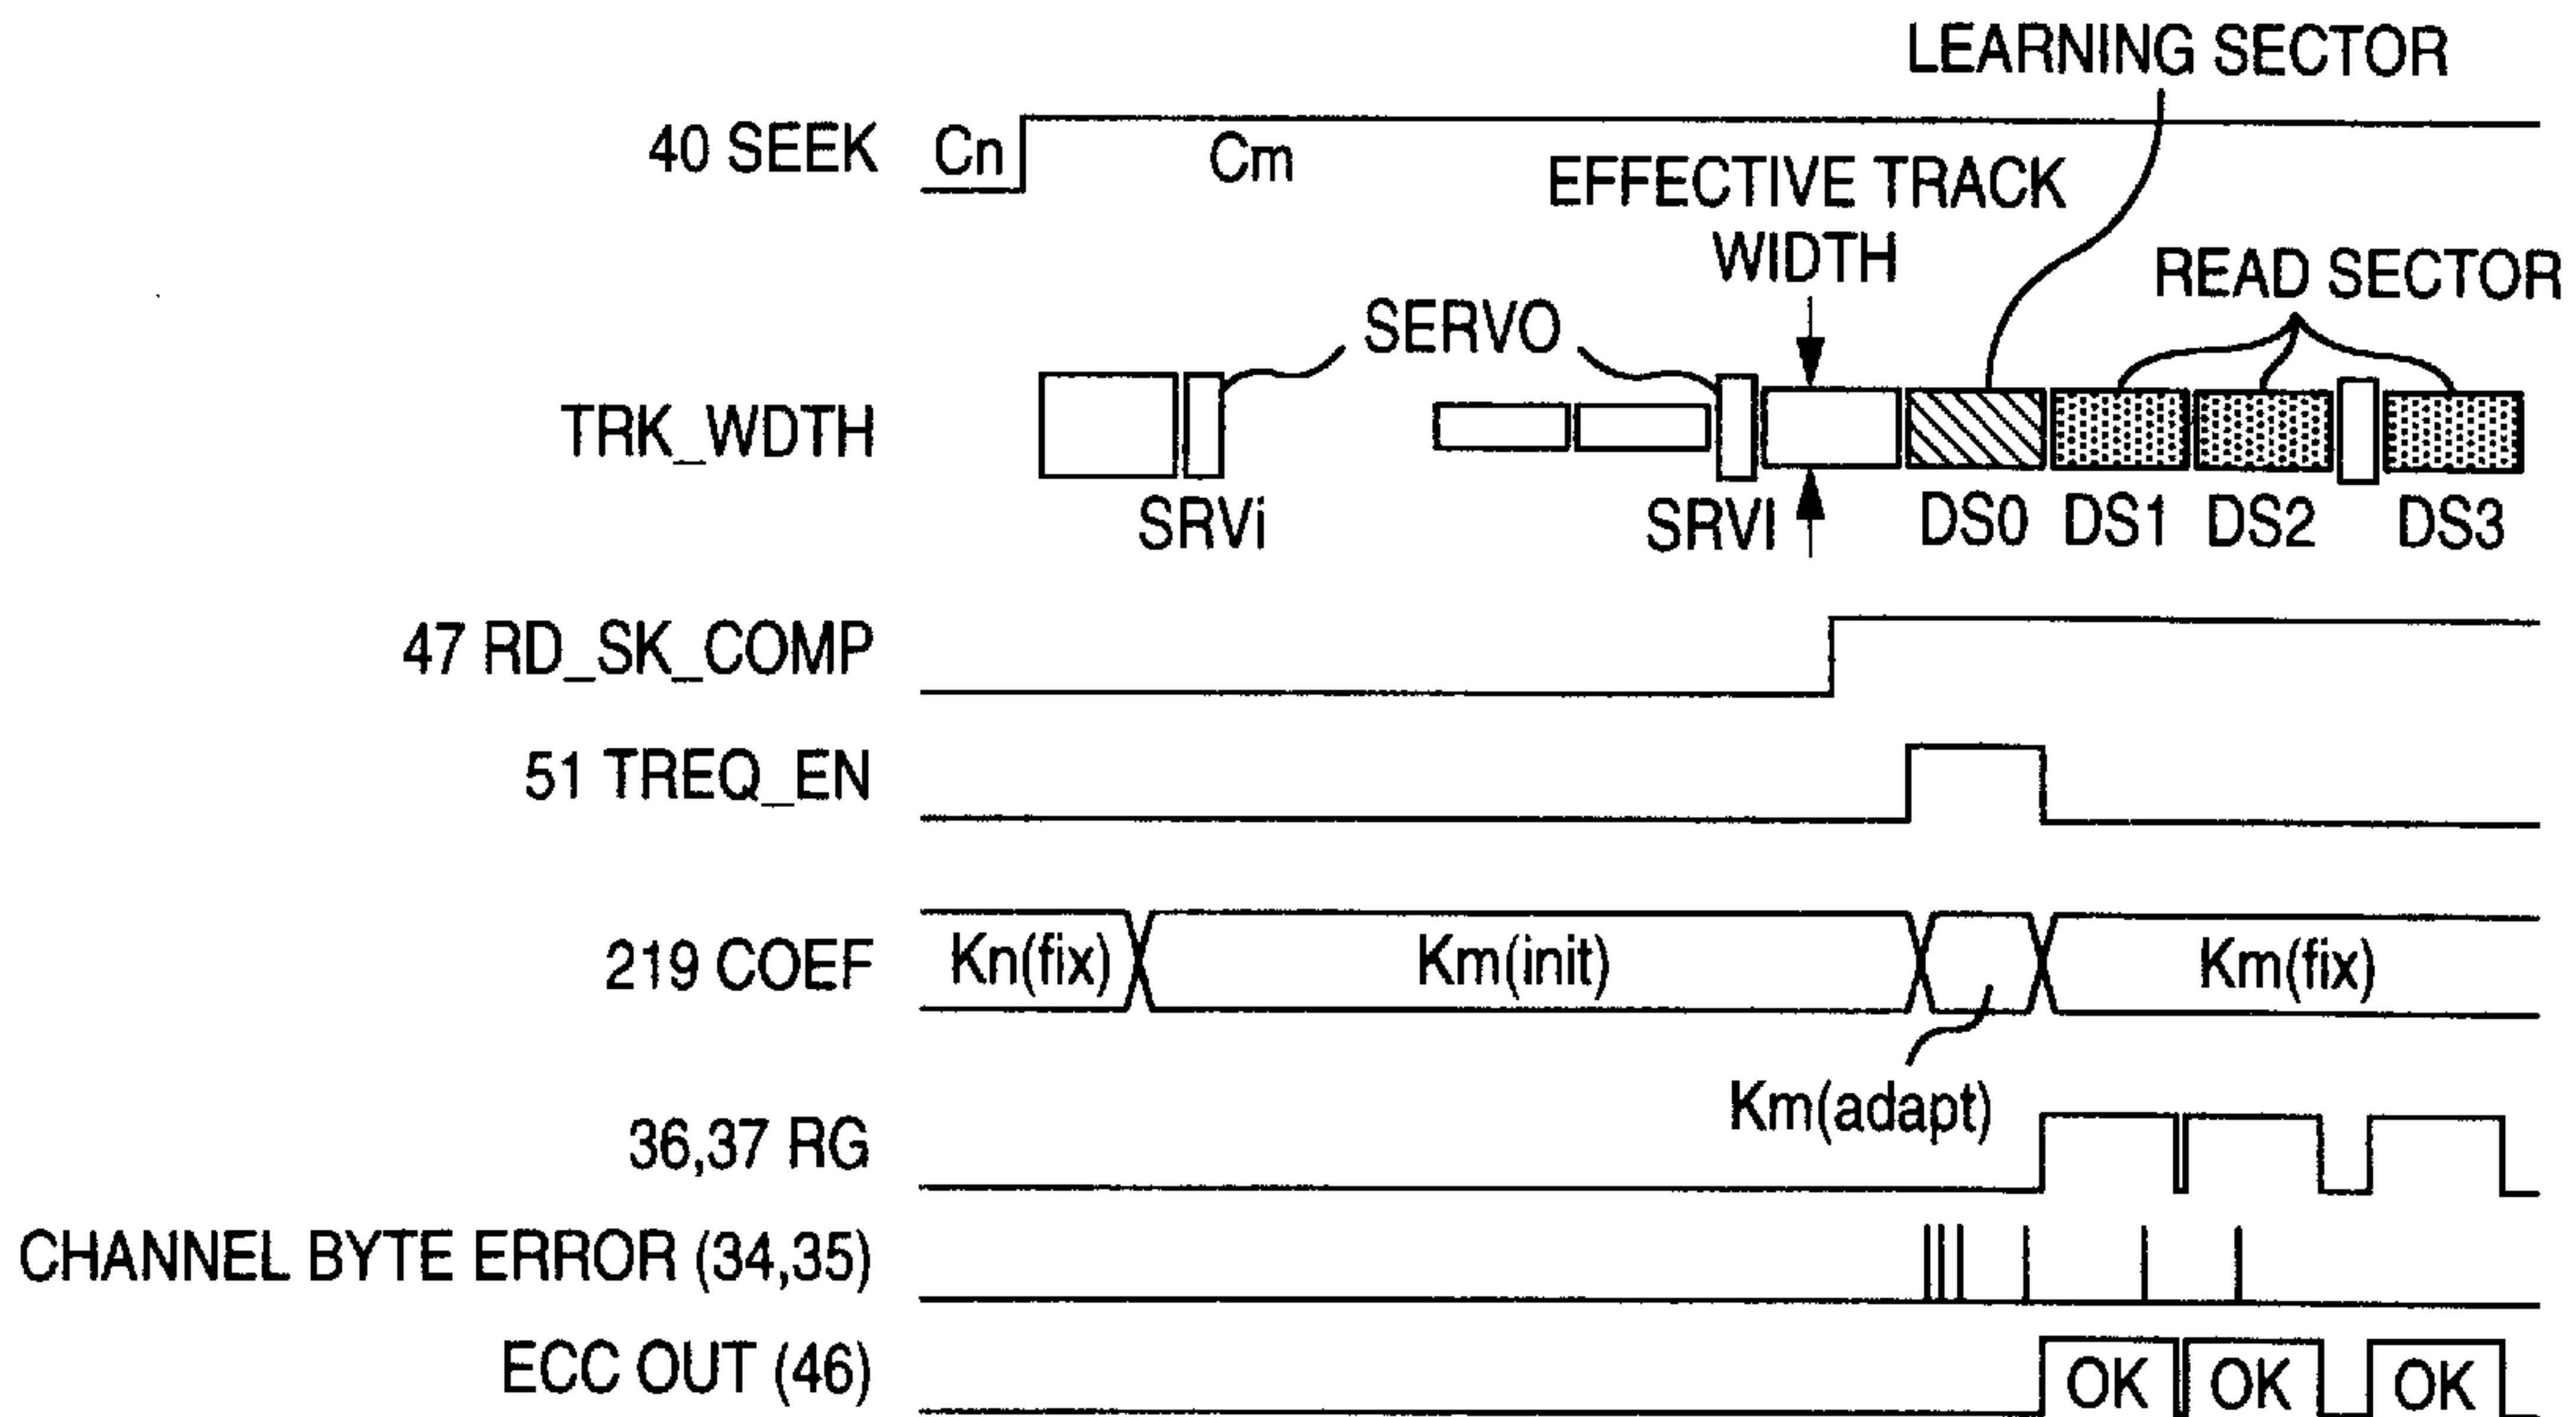 LEARNING SECTOR
40 SEEK
Cn
Cm
EFFECTIVE TRACK
WIDTH
READ SECTOR
SERVO
TRK_WDTH
SRVi
SRVl
DS0
DS1
DS2
DS3
47 RD_SK_COMP
51 TREQ_EN
219 COEF
Kn(fix)
Km(init)
Km(fix)
Km(adapt)
36,37 RG
CHANNEL BYTE ERROR (34,35)
ECC OUT (46)
OK
OK
OK